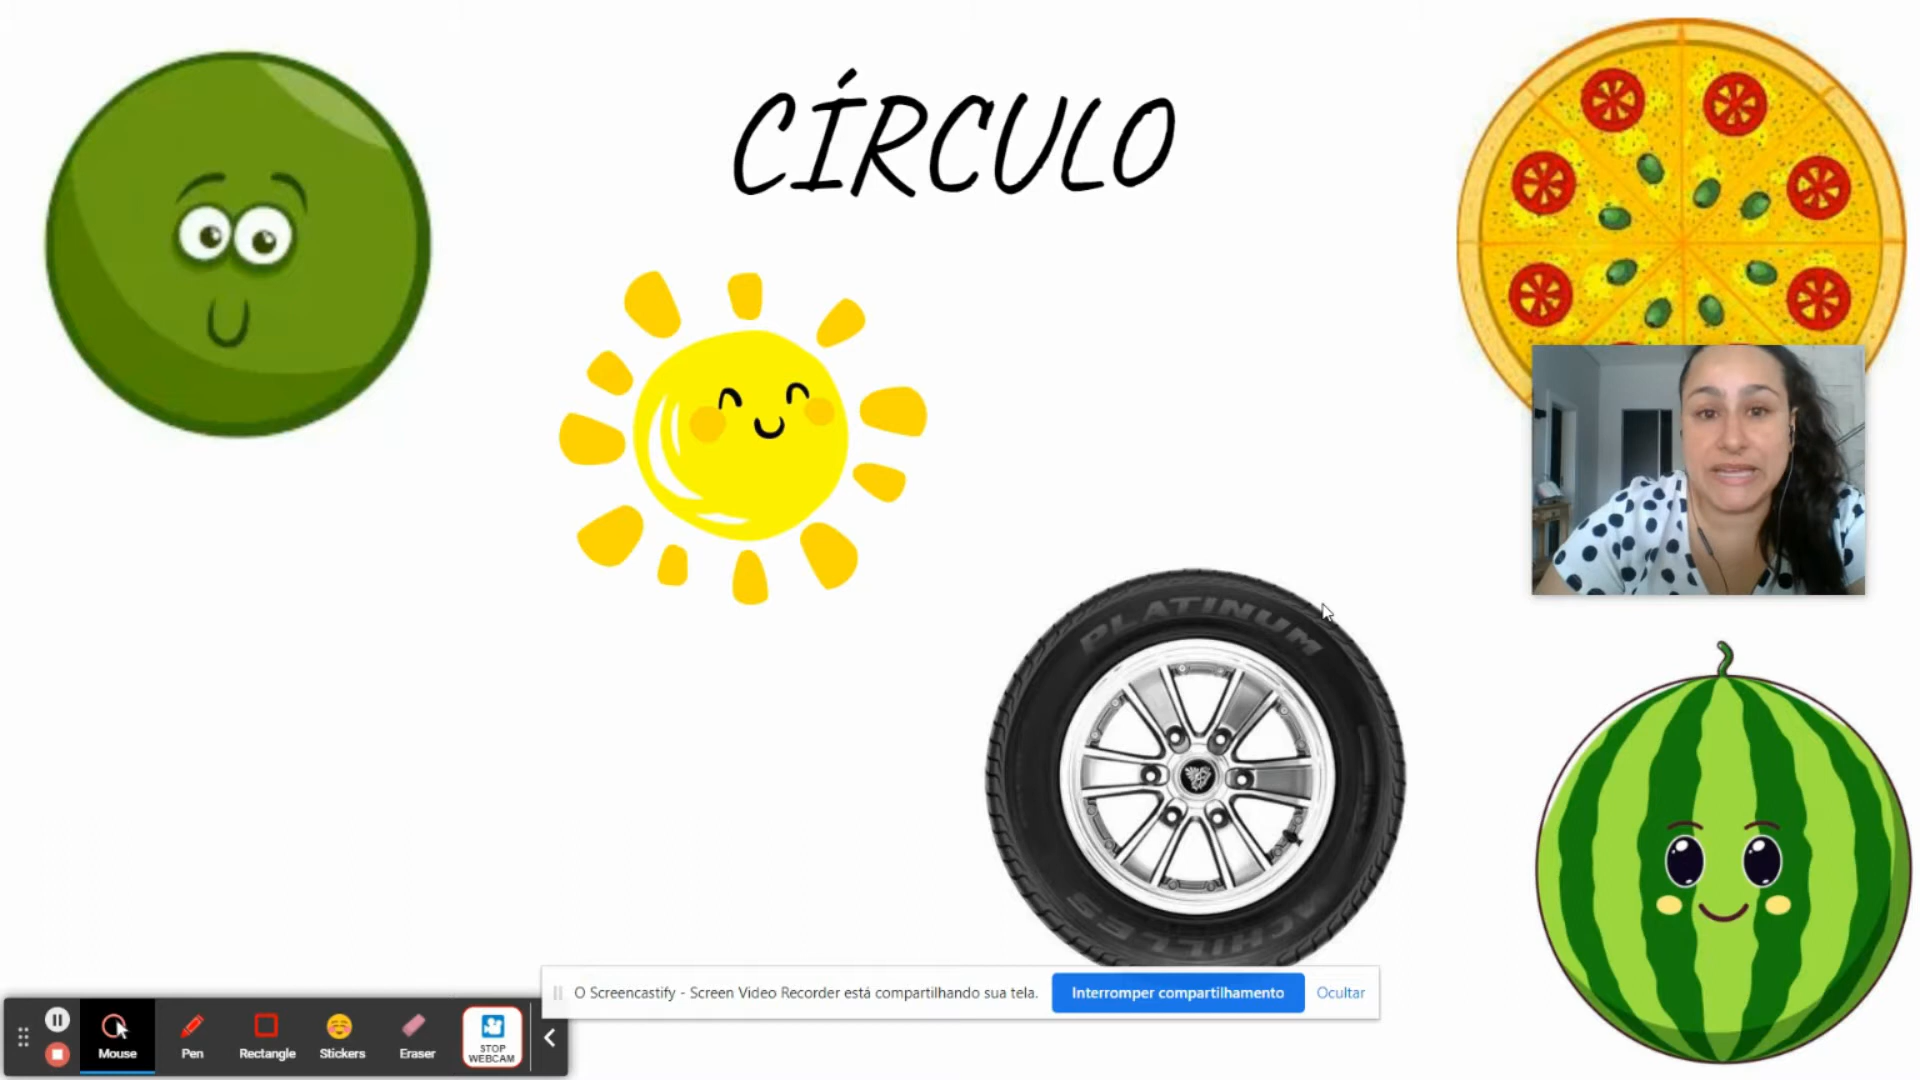 CÍRCULO
PLATINUM
ACHILLES
O Screencastify - Screen Video Recorder está compartilhando sua tela.
Interromper compartilhamento
Ocultar
Mouse
Pen
Rectangle
Stickers
Eraser
STOP
WEBCAM